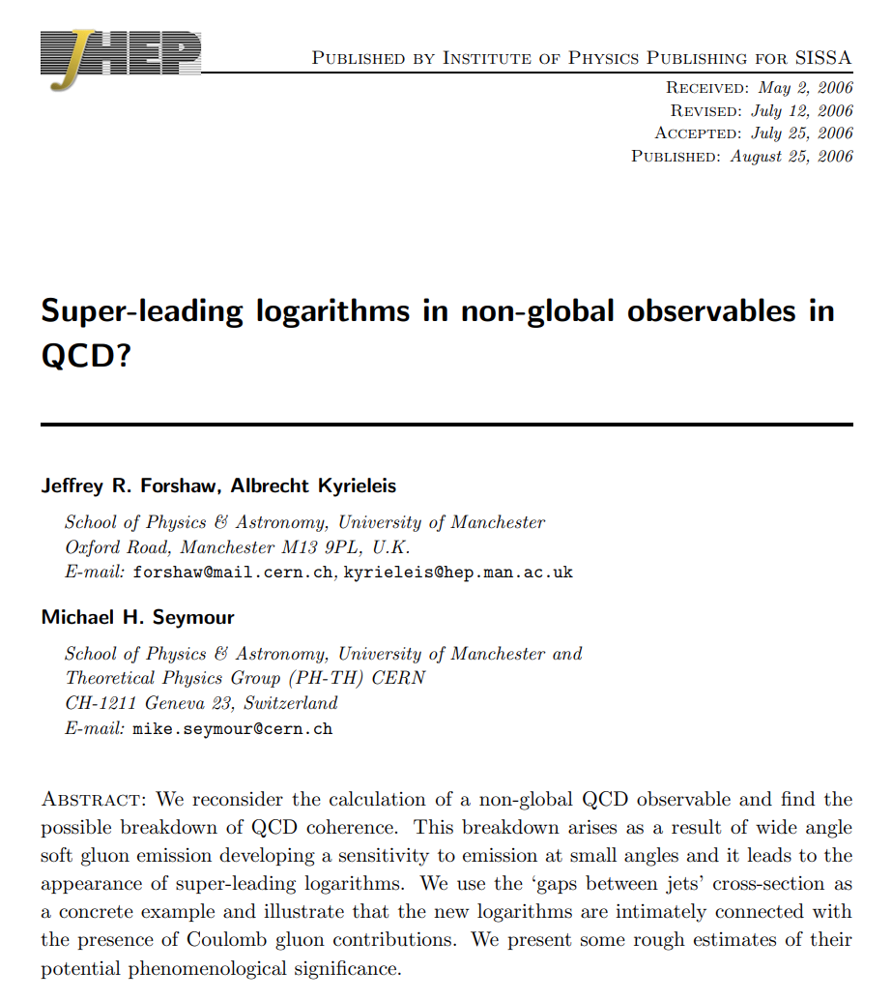 JHEP
Published by Institute of Physics Publishing for SISSA
Received: May 2, 2006
Revised: July 12, 2006
Accepted: July 25, 2006
Published: August 25, 2006
Super-leading logarithms in non-global observables in
QCD?
Jeffrey R. Forshaw, Albrecht Kyrieleis
School of Physics & Astronomy, University of Manchester
Oxford Road, Manchester M13 9PL, U.K.
E-mail: forshaw@mail.cern.ch, kyrieleis@hep.man.ac.uk
Michael H. Seymour
School of Physics & Astronomy, University of Manchester and
Theoretical Physics Group (PH-TH) CERN
CH-1211 Geneva 23, Switzerland
E-mail: mike.seymour@cern.ch
Abstract: We reconsider the calculation of a non-global QCD observable and find the
possible breakdown of QCD coherence. This breakdown arises as a result of wide angle
soft gluon emission developing a sensitivity to emission at small angles and it leads to the
appearance of super-leading logarithms. We use the ‘gaps between jets’ cross-section as
a concrete example and illustrate that the new logarithms are intimately connected with
the presence of Coulomb gluon contributions. We present some rough estimates of their
potential phenomenological significance.